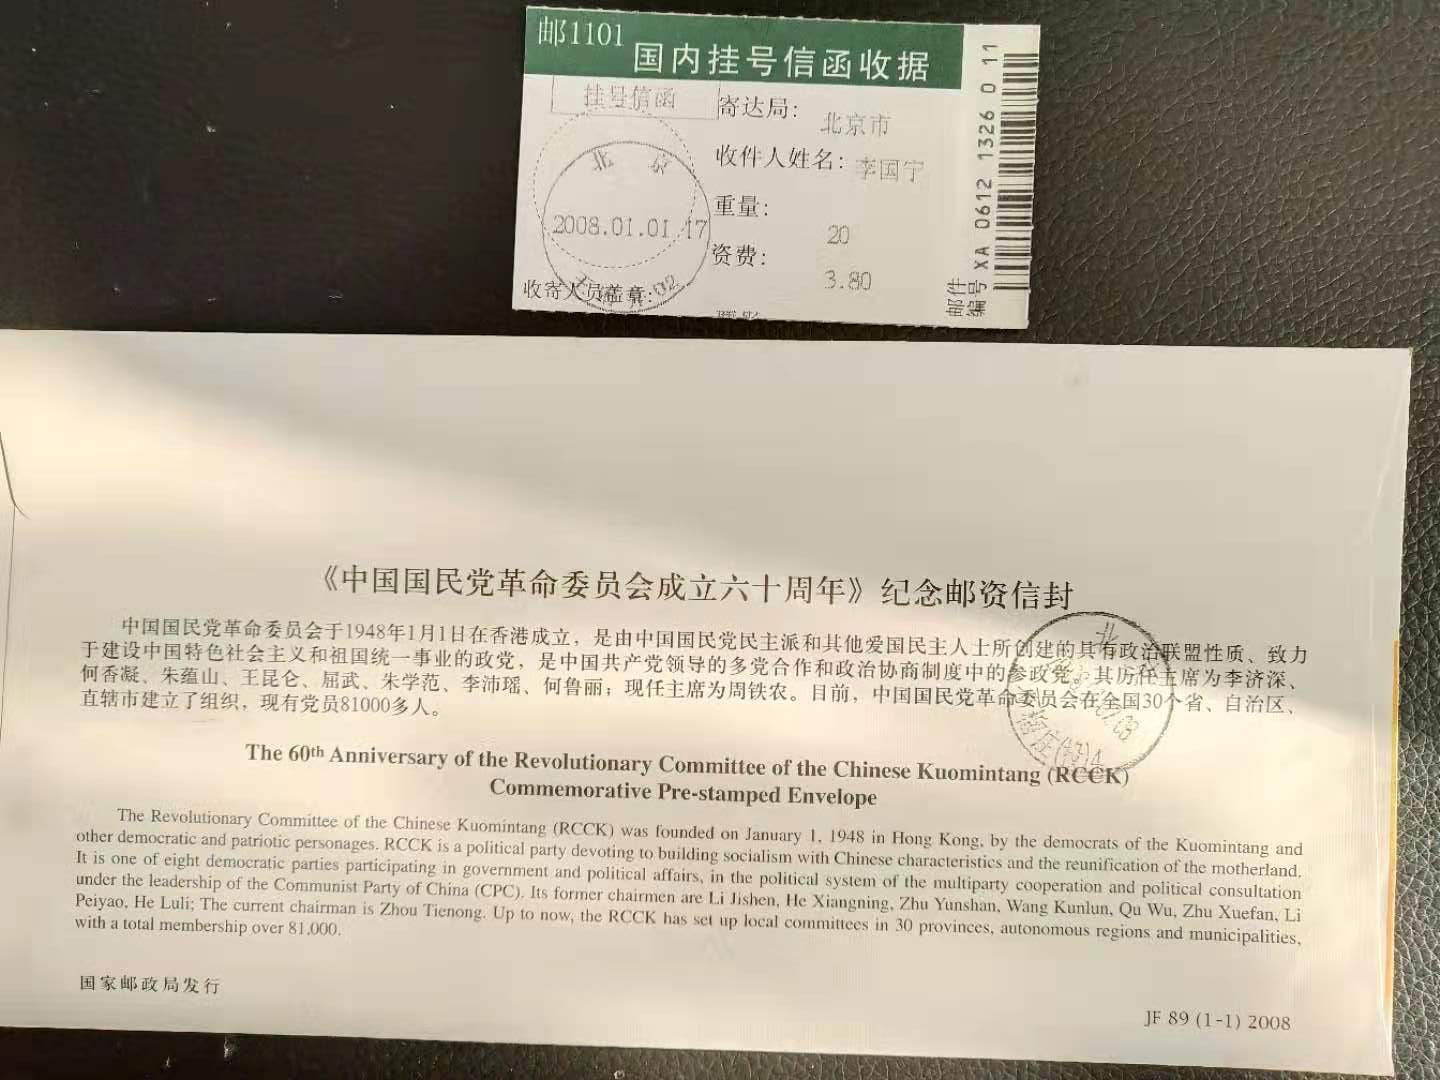 邮1101
国内挂号信函收据
挂号信函
寄达局: 北京市
收件人姓名: 李国宁
重量: 20
资费: 3.80
收寄人员盖章:
北京
2008.01.01 17
邮件
编号 XA 0612 1326 0 11
《中国国民党革命委员会成立六十周年》纪念邮资信封
中国国民党革命委员会于1948年1月1日在香港成立，是由中国国民党民主派和其他爱国民主人士所创建的具有政治联盟性质、致力
于建设中国特色社会主义和祖国统一事业的政党，是中国共产党领导的多党合作和政治协商制度中的参政党。其历任主席为李济深、
何香凝、朱蕴山、王昆仑、屈武、朱学范、李沛瑶、何鲁丽；现任主席为周铁农。目前，中国国民党革命委员会在全国30个省、自治区、
直辖市建立了组织，现有党员81000多人。
The 60th Anniversary of the Revolutionary Committee of the Chinese Kuomintang (RCCK)
Commemorative Pre-stamped Envelope
The Revolutionary Committee of the Chinese Kuomintang (RCCK) was founded on January 1, 1948 in Hong Kong, by the democrats of the Kuomintang and
other democratic and patriotic personages. RCCK is a political party devoting to building socialism with Chinese characteristics and the reunification of the motherland.
It is one of eight democratic parties participating in government and political affairs, in the political system of the multiparty cooperation and political consultation
under the leadership of the Communist Party of China (CPC). Its former chairmen are Li Jishen, He Xiangning, Zhu Yunshan, Wang Kunlun, Qu Wu, Zhu Xuefan, Li
Peiyao, He Luli; The current chairman is Zhou Tienong. Up to now, the RCCK has set up local committees in 30 provinces, autonomous regions and municipalities,
with a total membership over 81,000.
国家邮政局发行
JF 89 (1-1) 2008